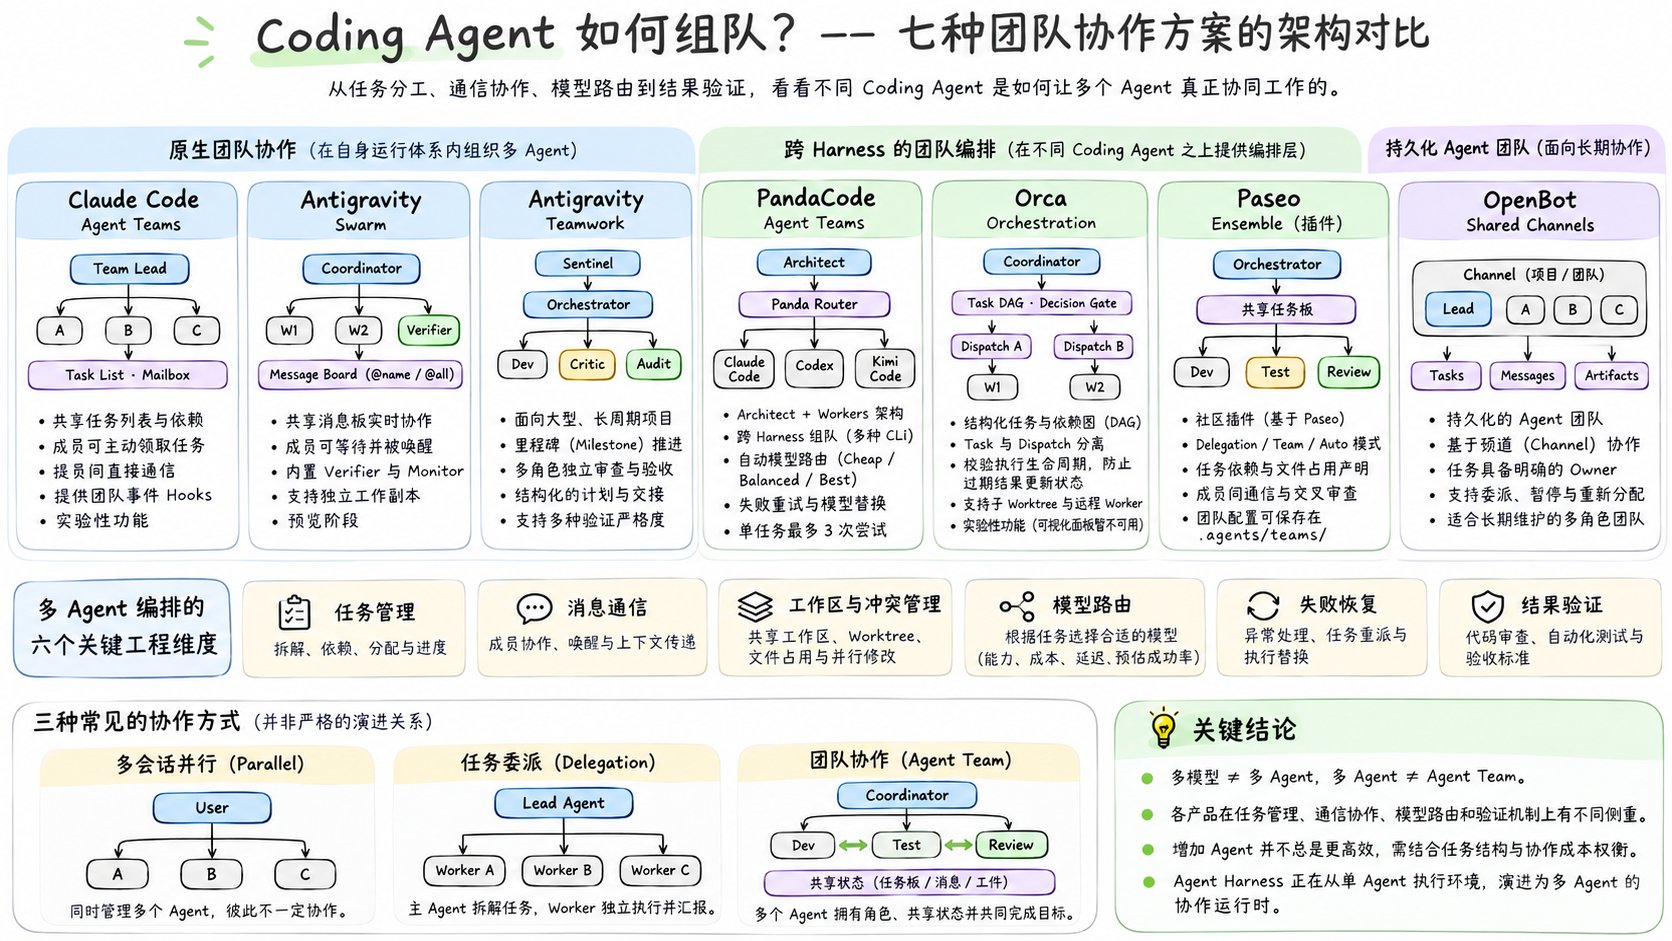 Coding Agent 如何组队？ —— 七种团队协作方案的架构对比
从任务分工、通信协作、模型路由到结果验证，看看不同 Coding Agent 是如何让多个 Agent 真正协同工作的。
原生团队协作（在自身运行体系内组织多 Agent）
Claude Code
Agent Teams
Team Lead
A B C
Task List · Mailbox
• 共享任务列表与依赖
• 成员可主动领取任务
• 提员间直接通信
• 提供团队事件 Hooks
• 实验性功能
Antigravity
Swarm
Coordinator
W1 W2 Verifier
Message Board (@name / @all)
• 共享消息板实时协作
• 成员可等待并被唤醒
• 内置 Verifier 与 Monitor
• 支持独立工作副本
• 预览阶段
Antigravity
Teamwork
Sentinel
Orchestrator
Dev Critic Audit
• 面向大型、长周期项目
• 里程碑（Milestone）推进
• 多角色独立审查与验收
• 结构化的计划与交接
• 支持多种验证严格度
跨 Harness 的团队编排（在不同 Coding Agent 之上提供编排层）
PandaCode
Agent Teams
Architect
Panda Router
Claude
Code
Codex
Kimi
Code
• Architect + Workers 架构
• 跨 Harness 组队（多种 CLi）
• 自动模型路由（Cheap /
Balanced / Best）
• 失败重试与模型替换
• 单任务最多 3 次尝试
Orca
Orchestration
Coordinator
Task DAG · Decision Gate
Dispatch A Dispatch B
W1 W2
• 结构化任务与依赖图（DAG）
• Task 与 Dispatch 分离
• 校验执行生命周期，防止
过期结果更新状态
• 支持子 Worktree 与远程 Worker
• 实验性功能（可视化面板暂不可用）
Paseo
Ensemble（插件）
Orchestrator
共享任务板
Dev Test Review
• 社区插件（基于 Paseo）
• Delegation / Team / Auto 模式
• 任务依赖与文件占用产明
• 成员间通信与交叉审查
• 团队配置可保存在
.agents/teams/
持久化 Agent 团队（面向长期协作）
OpenBot
Shared Channels
Channel（项目 / 团队）
Lead A B C
Tasks Messages Artifacts
• 持久化的 Agent 团队
• 基于频道（Channel）协作
• 任务具备明确的 Owner
• 支持委派、暂停与重新分配
• 适合长期维护的多角色团队
多 Agent 编排的
六个关键工程维度
任务管理
拆解、依赖、分配与进度
消息通信
成员协作、唤醒与上下文传递
工作区与冲突管理
共享工作区、Worktree、
文件占用与并行修改
模型路由
根据任务选择合适的模型
（能力、成本、延迟、预估成功率）
失败恢复
异常处理、任务重派与
执行替换
结果验证
代码审查、自动化测试与
验收标准
三种常见的协作方式（并非严格的演进关系）
多会话并行（Parallel）
User
A B C
同时管理多个 Agent，彼此不一定协作。
任务委派（Delegation）
Lead Agent
Worker A Worker B Worker C
主 Agent 拆解任务，Worker 独立执行并汇报。
团队协作（Agent Team）
Coordinator
Dev Test Review
共享状态（任务板 / 消息 / 工件）
多个 Agent 拥有角色、共享状态并共同完成目标。
关键结论
多模型 ≠ 多 Agent，多 Agent ≠ Agent Team。
各产品在任务管理、通信协作、模型路由和验证机制上有不同侧重。
增加 Agent 并不总是更高效，需结合任务结构与协作成本权衡。
Agent Harness 正在从单 Agent 执行环境，演进为多 Agent 的
协作运行时。